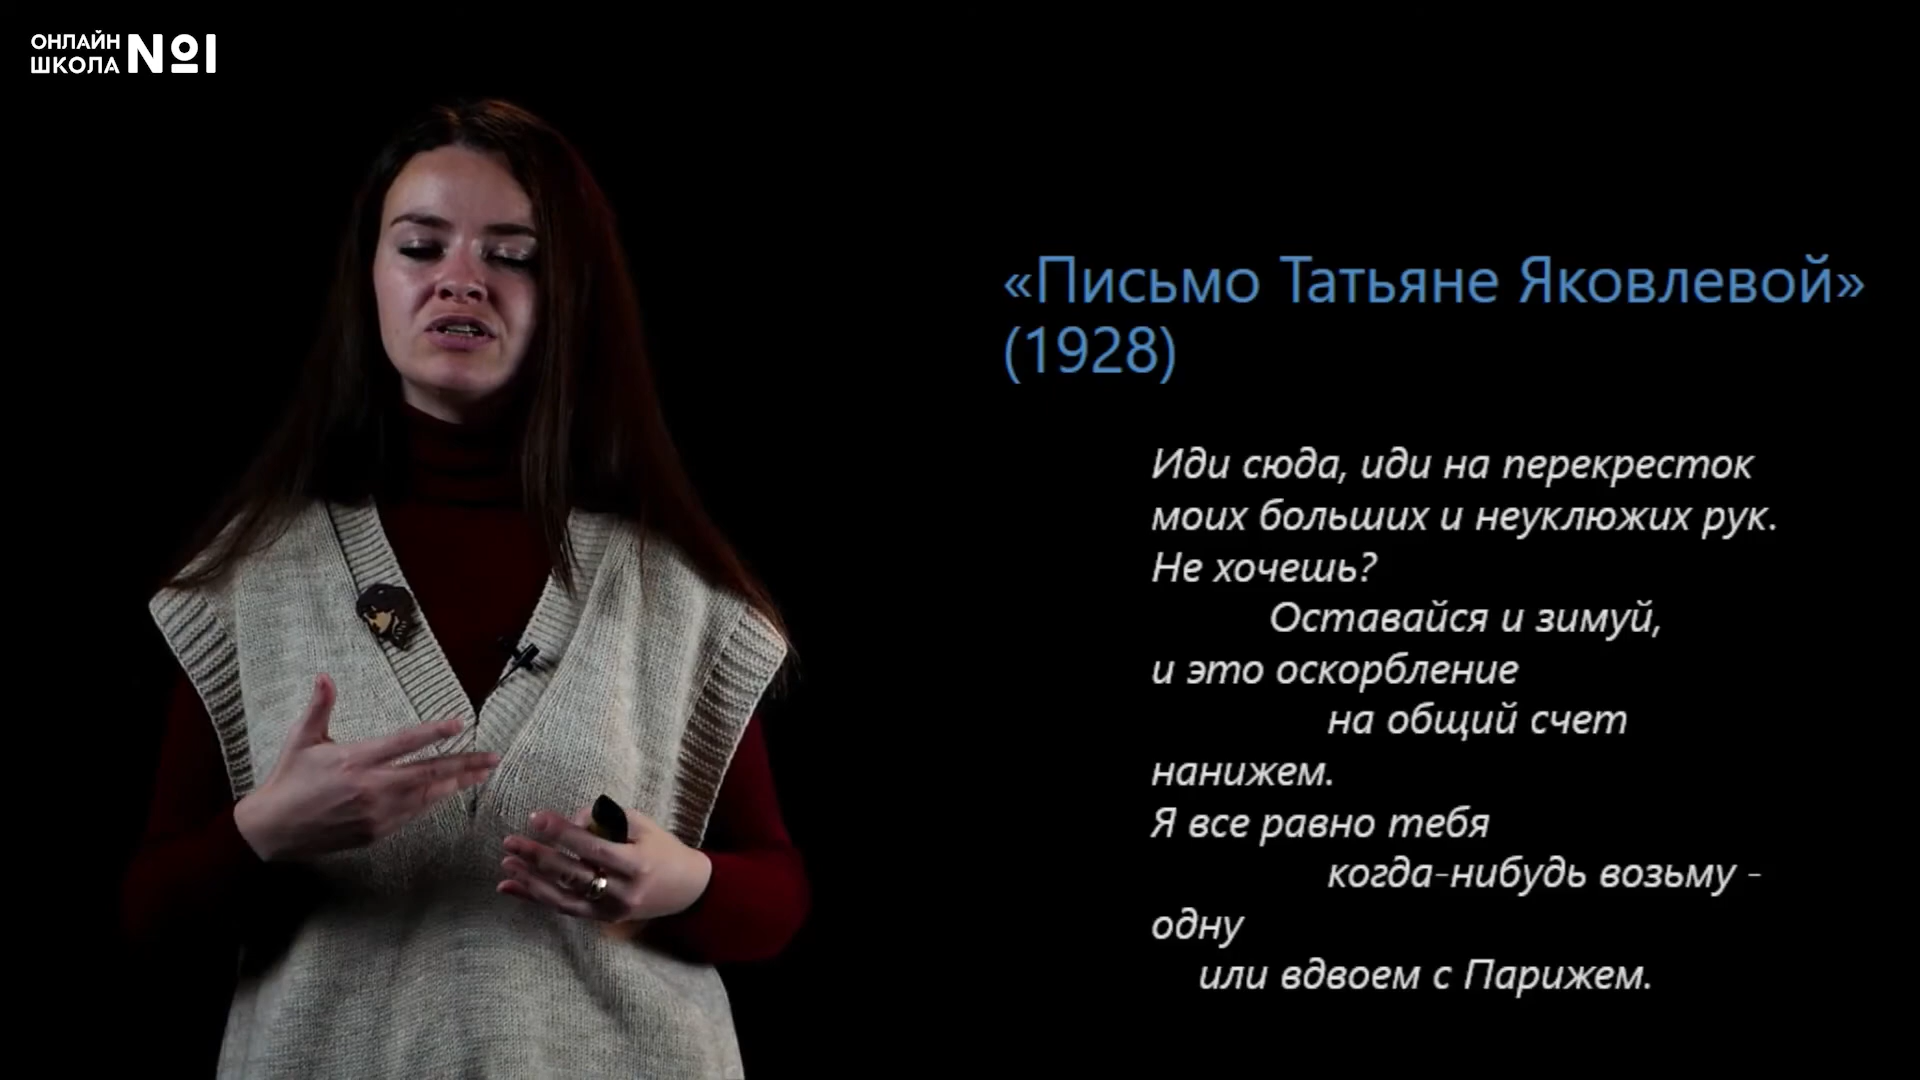 ОНЛАЙН
ШКОЛА №1
«Письмо Татьяне Яковлевой»
(1928)
Иди сюда, иди на перекресток
моих больших и неуклюжих рук.
Не хочешь?
Оставайся и зимуй,
и это оскорбление
на общий счет
нанижем.
Я все равно тебя
когда-нибудь возьму -
одну
или вдвоем с Парижем.